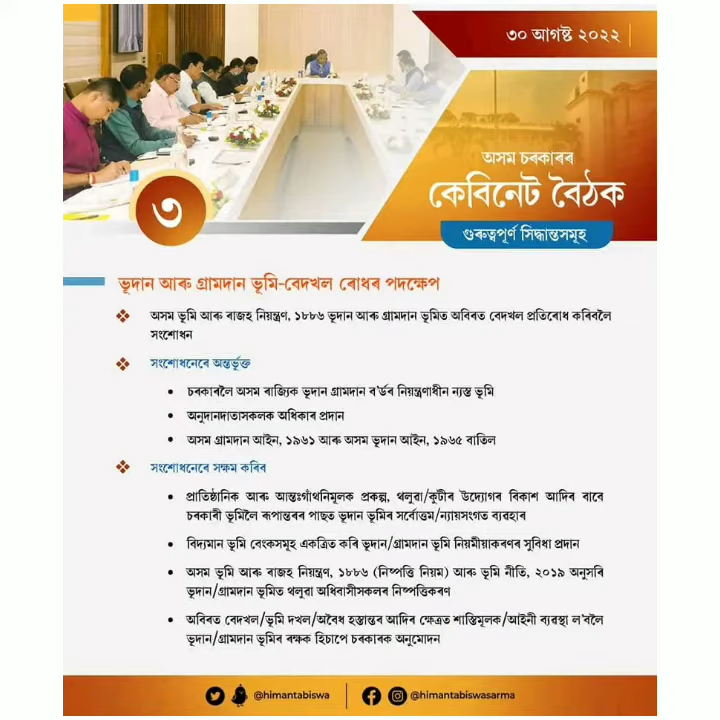 ৩০ আগষ্ট ২০২২
অসম চৰকাৰৰ
কেবিনেট বৈঠক
গুৰুত্বপূৰ্ণ সিদ্ধান্তসমূহ
৩
ভূদান আৰু গ্ৰামদান ভূমি-বেদখল ৰোধৰ পদক্ষেপ
অসম ভূমি আৰু ৰাজহ নিয়ন্ত্ৰণ, ১৮৮৬ ভূদান আৰু গ্ৰামদান ভূমিত অবিৰত বেদখল প্ৰতিৰোধ কৰিবলৈ
সংশোধন
সংশোধনেৰে অন্তৰ্ভুক্ত
• চৰকাৰলৈ অসম ৰাজ্যিক ভূদান গ্ৰামদান ব'ৰ্ডৰ নিয়ন্ত্ৰণাধীন ন্যস্ত ভূমি
• অনুদানদাতাসকলক অধিকাৰ প্ৰদান
• অসম গ্ৰামদান আইন, ১৯৬১ আৰু অসম ভূদান আইন, ১৯৬৫ বাতিল
সংশোধনেৰে সক্ষম কৰিব
• প্ৰাতিষ্ঠানিক আৰু আন্তঃগাঁথনিমূলক প্ৰকল্প, থলুৱা/কুটীৰ উদ্যোগৰ বিকাশ আদিৰ বাবে
চৰকাৰী ভূমিলৈ ৰূপান্তৰৰ পাছত ভূদান ভূমিৰ সৰ্বোত্তম/ন্যায়সংগত ব্যৱহাৰ
• বিদ্যমান ভূমি বেংকসমূহ একত্ৰিত কৰি ভূদান/গ্ৰামদান ভূমি নিয়মীয়াকৰণৰ সুবিধা প্ৰদান
• অসম ভূমি আৰু ৰাজহ নিয়ন্ত্ৰণ, ১৮৮৬ (নিষ্পত্তি নিয়ম) আৰু ভূমি নীতি, ২০১৯ অনুসৰি
ভূদান/গ্ৰামদান ভূমিত থলুৱা অধিবাসীসকলৰ নিষ্পত্তিকৰণ
• অবিৰত বেদখল/ভূমি দখল/অবৈধ হস্তান্তৰ আদিৰ ক্ষেত্ৰত শাস্তিমূলক/আইনী ব্যৱস্থা ল'বলৈ
ভূদান/গ্ৰামদান ভূমিৰ ৰক্ষক হিচাপে চৰকাৰক অনুমোদন
@himantabiswa
@himantabiswasarma